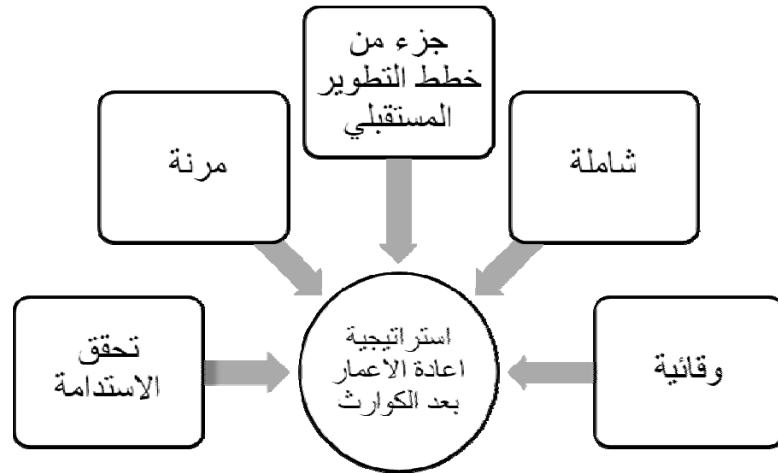 جزء من
خطط التطوير
المستقبلي
مرنة
شاملة
تحقق
الاستدامة
استراتيجية
اعادة الاعمار
بعد الكوارث
وقائية